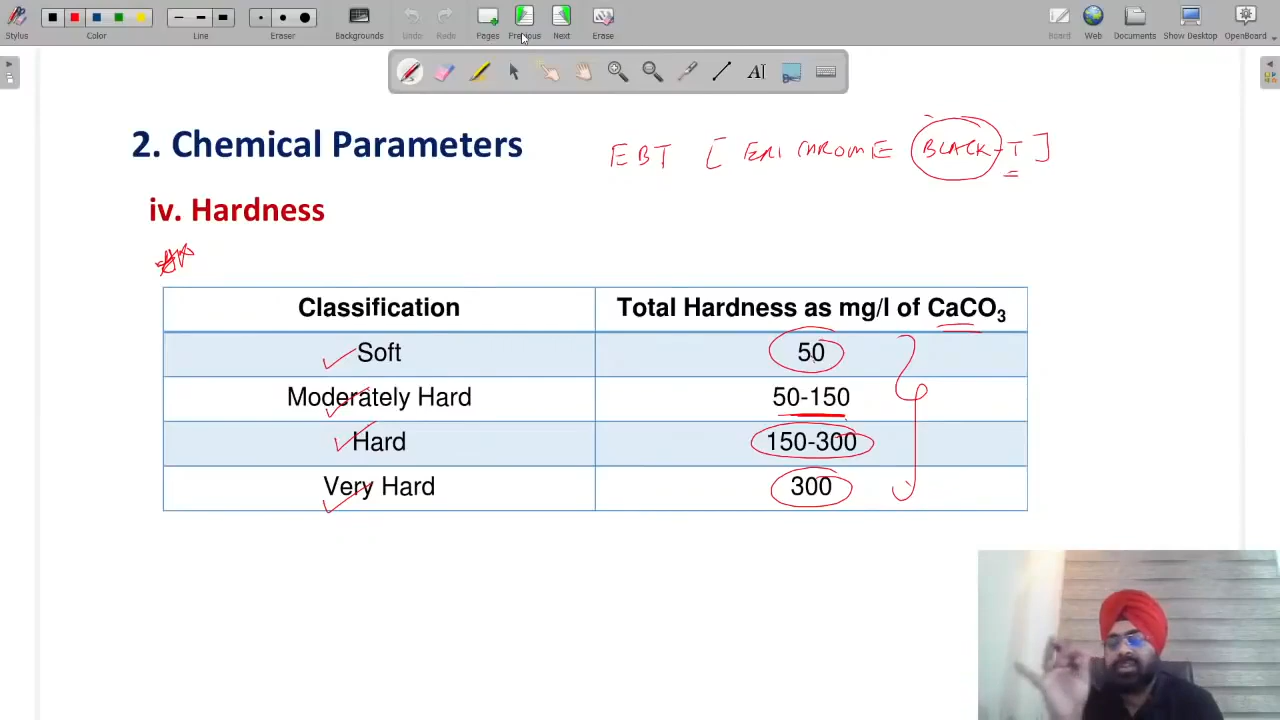 Stylus Color Line Eraser Backgrounds Undo Redo Pages Previous Next Erase Board Web Documents Show Desktop OpenBoard
2. Chemical Parameters
EBT [ ERICHROME BLACK-T ]
iv. Hardness
Classification Total Hardness as mg/l of CaCO3
Soft 50
Moderately Hard 50-150
Hard 150-300
Very Hard 300